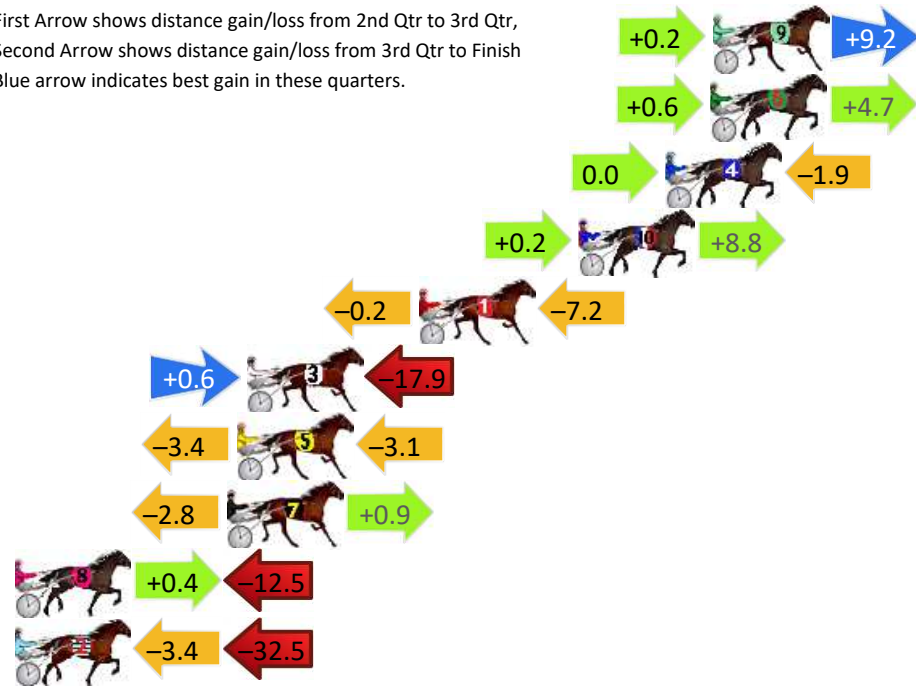 First Arrow shows distance gain/loss from 2nd Qtr to 3rd Qtr,
Second Arrow shows distance gain/loss from 3rd Qtr to Finish
Blue arrow indicates best gain in these quarters.
+0.2 9 +9.2
+0.6 6 +4.7
0.0 4 –1.9
+0.2 10 +8.8
–0.2 1 –7.2
+0.6 3 –17.9
–3.4 5 –3.1
–2.8 7 +0.9
8 +0.4 –12.5
2 –3.4 –32.5